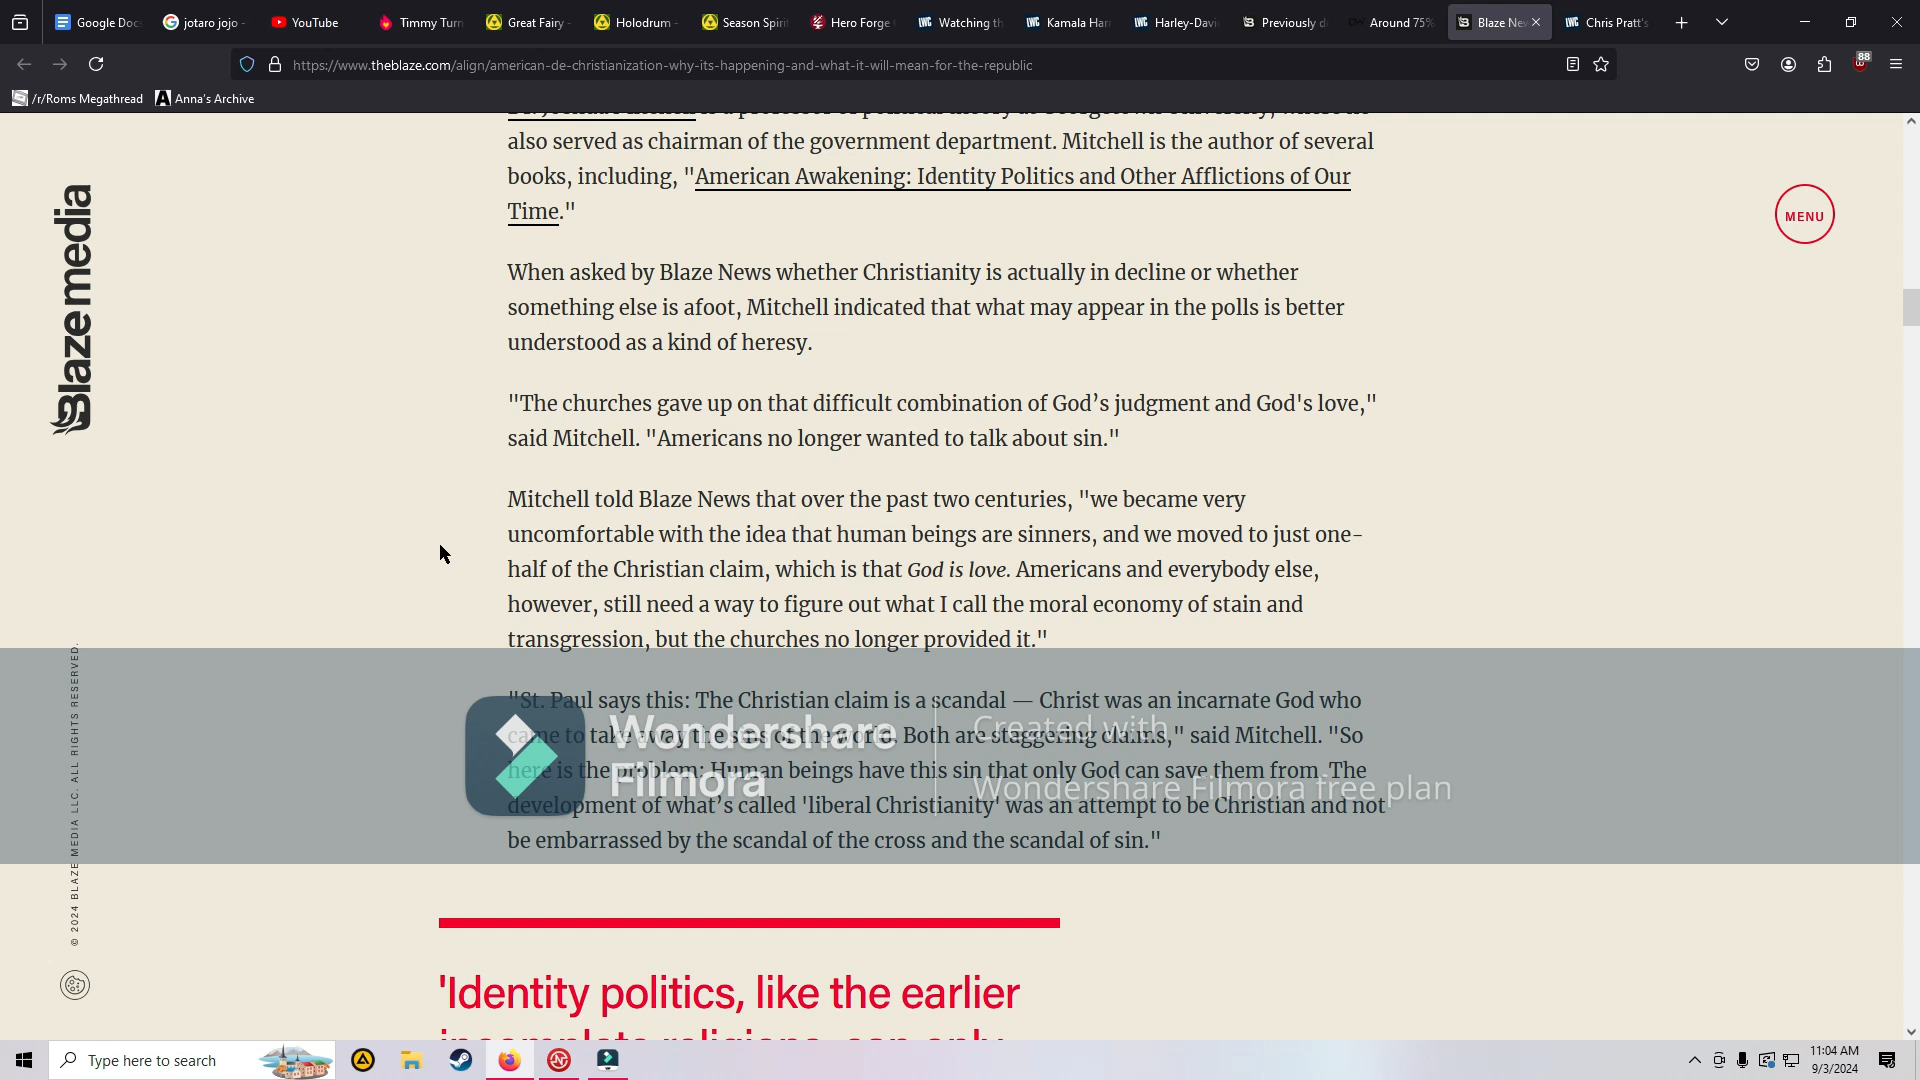 Google Docs
jotaro jojo -
YouTube
Timmy Turn
Great Fairy -
Holodrum -
Season Spirit
Hero Forge
Watching th
Kamala Har
Harley-Davi
Previously d
Around 75%
Blaze Ne
Chris Pratt's
https://www.theblaze.com/align/american-de-christianization-why-its-happening-and-what-it-will-mean-for-the-republic
88
/r/Roms Megathread
Anna's Archive
also served as chairman of the government department. Mitchell is the author of several
books, including, "American Awakening: Identity Politics and Other Afflictions of Our
Time."
When asked by Blaze News whether Christianity is actually in decline or whether
something else is afoot, Mitchell indicated that what may appear in the polls is better
understood as a kind of heresy.
"The churches gave up on that difficult combination of God’s judgment and God's love,"
said Mitchell. "Americans no longer wanted to talk about sin."
Mitchell told Blaze News that over the past two centuries, "we became very
uncomfortable with the idea that human beings are sinners, and we moved to just one-
half of the Christian claim, which is that God is love. Americans and everybody else,
however, still need a way to figure out what I call the moral economy of stain and
transgression, but the churches no longer provided it."
"St. Paul says this: The Christian claim is a scandal — Christ was an incarnate God who
came to take away the sins of the world. Both are staggering claims," said Mitchell. "So
here is the problem: Human beings have this sin that only God can save them from. The
development of what’s called 'liberal Christianity' was an attempt to be Christian and not
be embarrassed by the scandal of the cross and the scandal of sin."
'Identity politics, like the earlier
Blaze media
MENU
© 2024 BLAZE MEDIA LLC. ALL RIGHTS RESERVED.
Wondershare
Filmora
Created with
Wondershare Filmora free plan
Type here to search
11:04 AM
9/3/2024